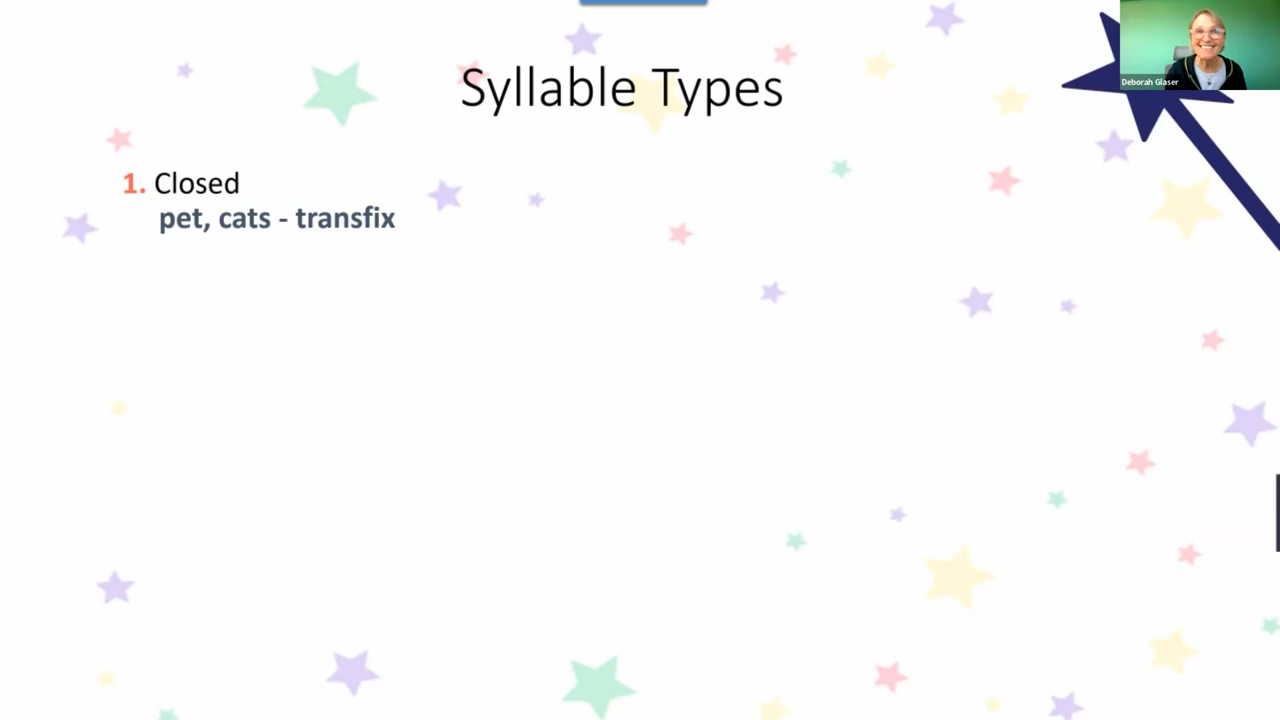 Deborah Glaser
Syllable Types
1. Closed
pet, cats - transfix